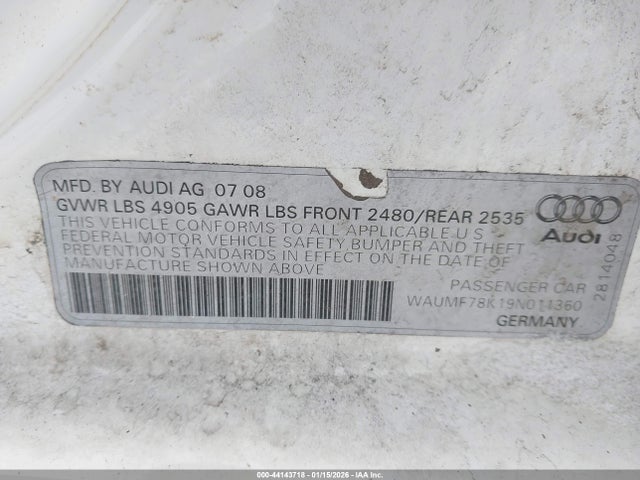 MFD. BY AUDI AG 07 08
GVWR LBS 4905 GAWR LBS FRONT 2480/REAR 2535
THIS VEHICLE CONFORMS TO ALL APPLICABLE U S
FEDERAL MOTOR VEHICLE SAFETY BUMPER AND THEFT
PREVENTION STANDARDS IN EFFECT ON THE DATE OF
MANUFACTURE SHOWN ABOVE
Audi
PASSENGER CAR
WAUMF78K19N011360
GERMANY
2814048
000-44143718 - 01/15/2026 - IAAI.COM